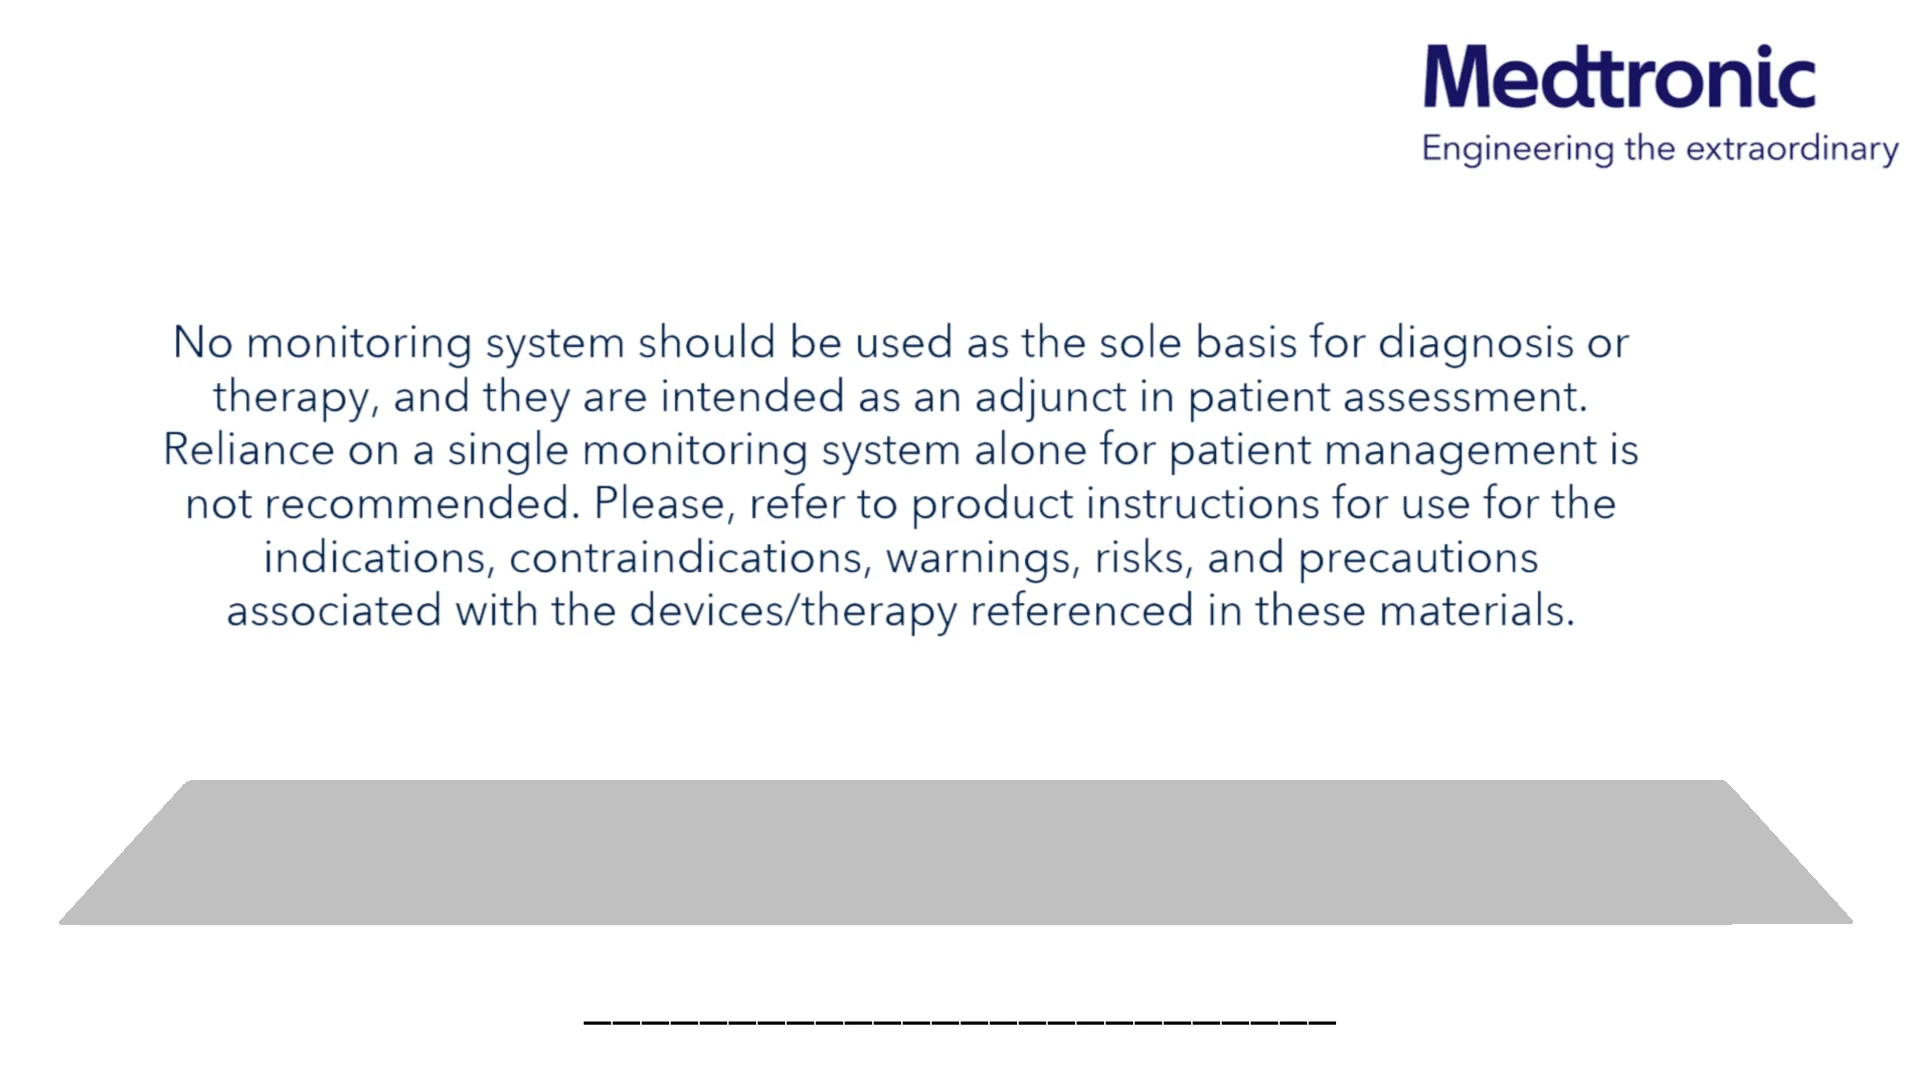 Medtronic
Engineering the extraordinary
No monitoring system should be used as the sole basis for diagnosis or
therapy, and they are intended as an adjunct in patient assessment.
Reliance on a single monitoring system alone for patient management is
not recommended. Please, refer to product instructions for use for the
indications, contraindications, warnings, risks, and precautions
associated with the devices/therapy referenced in these materials.
__________________________